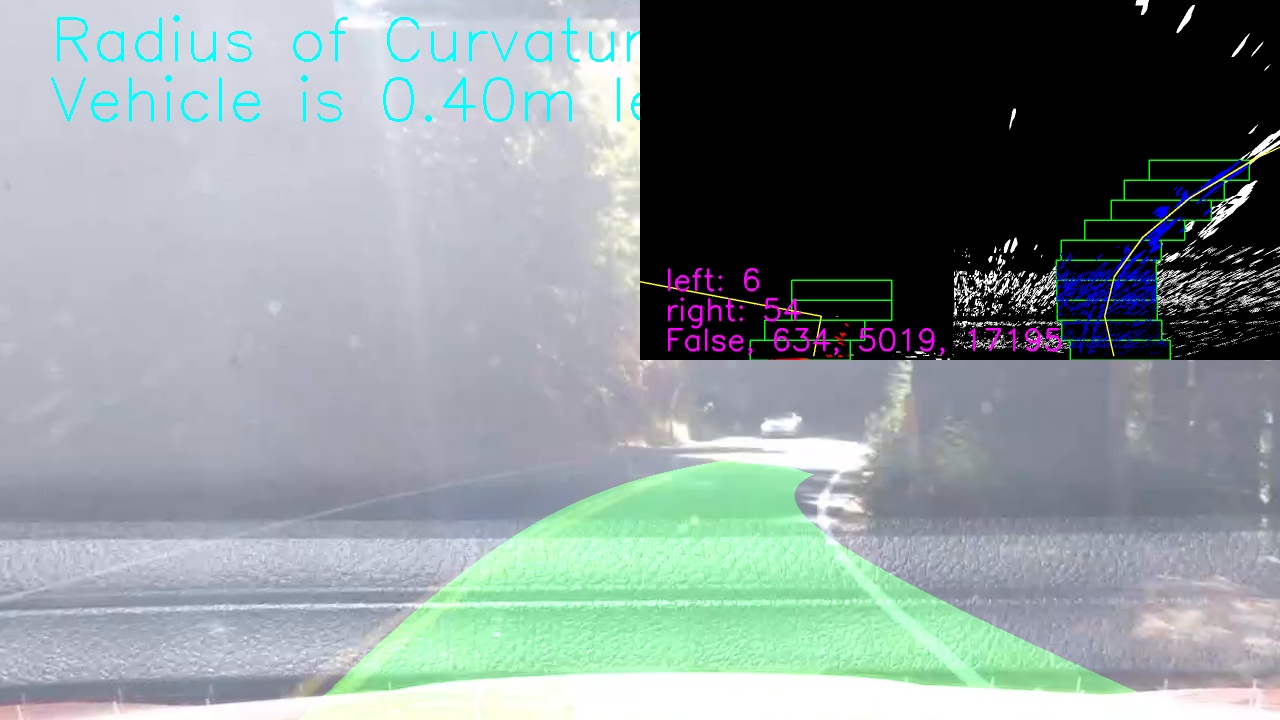 Radius of Curvatur
Vehicle is 0.40m le
left: 6
right: 54
False, 634, 5019, 17195